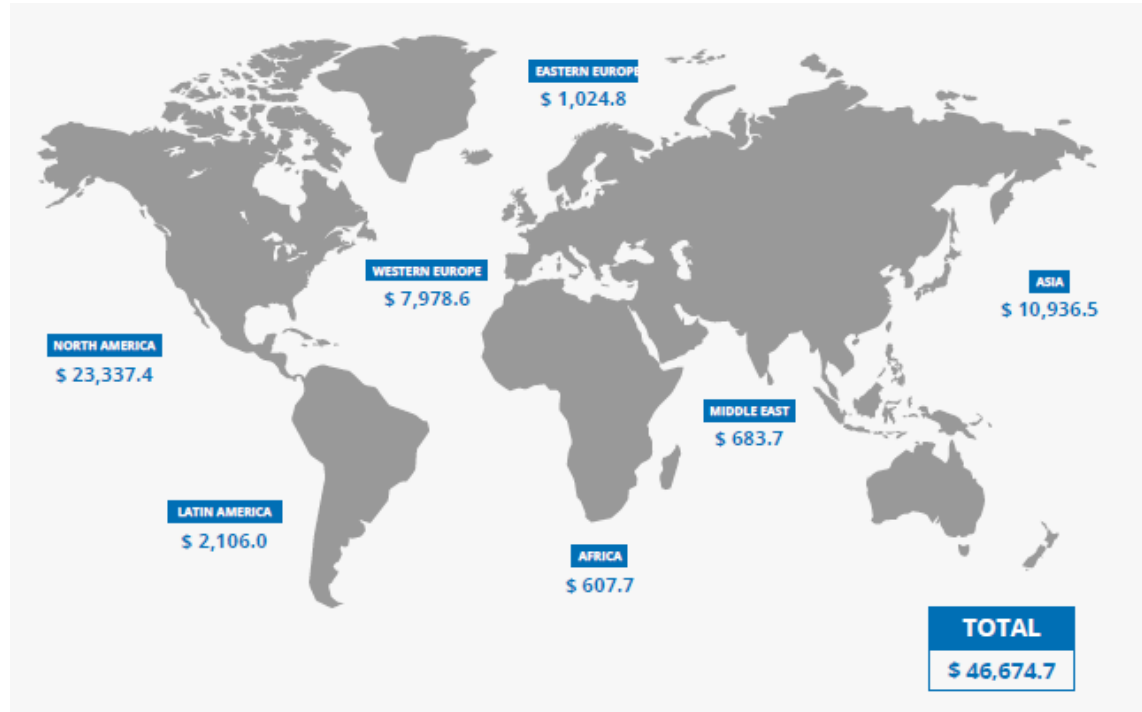 EASTERN EUROPE
$ 1,024.8
WESTERN EUROPE
$ 7,978.6
ASIA
$ 10,936.5
NORTH AMERICA
$ 23,337.4
MIDDLE EAST
$ 683.7
LATIN AMERICA
$ 2,106.0
AFRICA
$ 607.7
TOTAL
$ 46,674.7